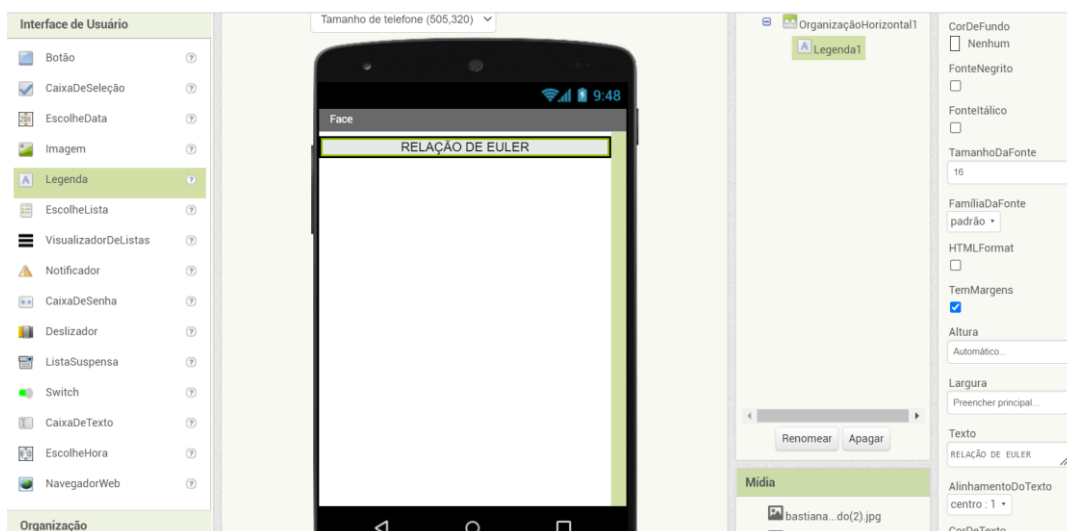 Interface de Usuário
Botão
CaixaDeSeleção
EscolheData
Imagem
Legenda
EscolheLista
VisualizadorDeListas
Notificador
CaixaDeSenha
Deslizador
ListaSuspensa
Switch
CaixaDeTexto
EscolheHora
NavegadorWeb
Organização
Tamanho de telefone (505,320)
9:48
Face
RELAÇÃO DE EULER
OrganizaçãoHorizontal1
Legenda1
Renomear Apagar
Mídia
bastiana...do(2).jpg
CorDeFundo
Nenhum
FonteNegrito
FonteItálico
TamanhoDaFonte
16
FamíliaDaFonte
padrão
HTMLFormat
TemMargens
Altura
Automático...
Largura
Preencher principal...
Texto
RELAÇÃO DE EULER
AlinhamentoDoTexto
centro : 1
CorDeTexto